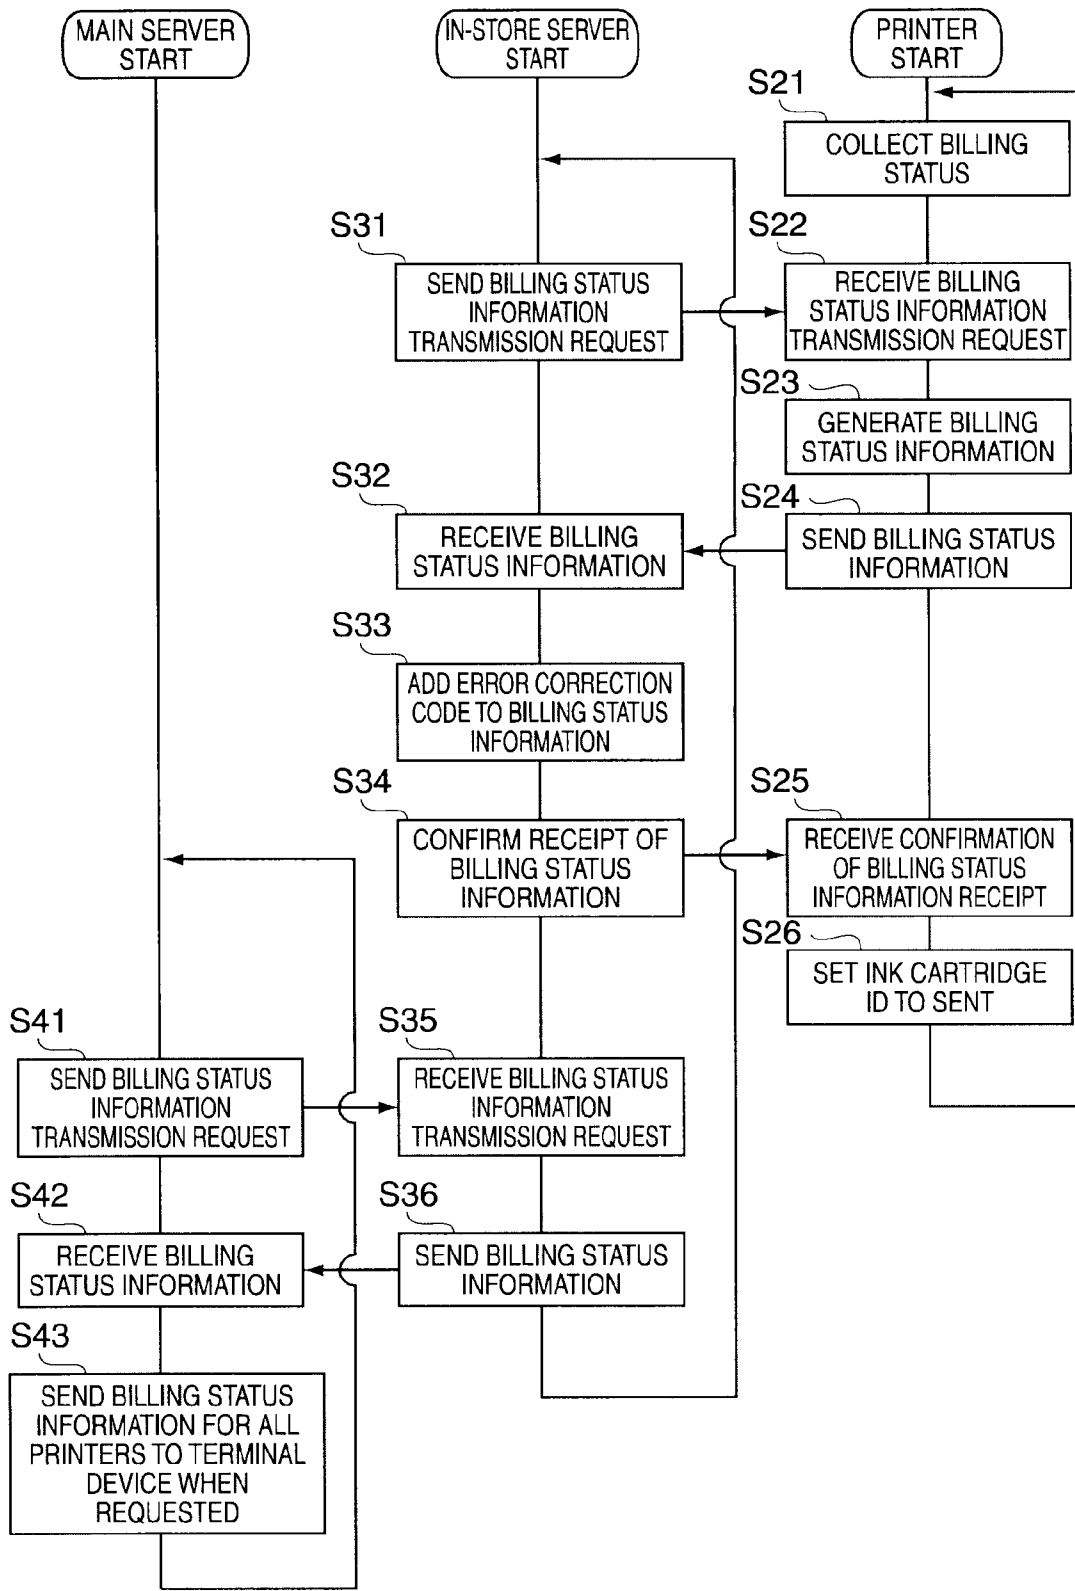 MAIN SERVER
START
IN-STORE SERVER
START
PRINTER
START
S21
COLLECT BILLING
STATUS
S31
SEND BILLING STATUS
INFORMATION
TRANSMISSION REQUEST
S22
RECEIVE BILLING
STATUS INFORMATION
TRANSMISSION REQUEST
S23
GENERATE BILLING
STATUS INFORMATION
S32
RECEIVE BILLING
STATUS INFORMATION
S24
SEND BILLING STATUS
INFORMATION
S33
ADD ERROR CORRECTION
CODE TO BILLING STATUS
INFORMATION
S34
CONFIRM RECEIPT OF
BILLING STATUS
INFORMATION
S25
RECEIVE CONFIRMATION
OF BILLING STATUS
INFORMATION RECEIPT
S26
SET INK CARTRIDGE
ID TO SENT
S41
SEND BILLING STATUS
INFORMATION
TRANSMISSION REQUEST
S35
RECEIVE BILLING STATUS
INFORMATION
TRANSMISSION REQUEST
S42
RECEIVE BILLING
STATUS INFORMATION
S36
SEND BILLING STATUS
INFORMATION
S43
SEND BILLING STATUS
INFORMATION FOR ALL
PRINTERS TO TERMINAL
DEVICE WHEN
REQUESTED